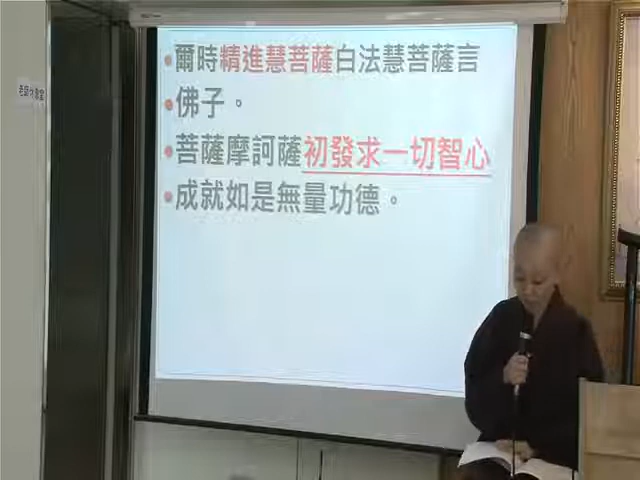 爾時精進慧菩薩白法慧菩薩言
佛子。
菩薩摩訶薩初發求一切智心
成就如是無量功德。